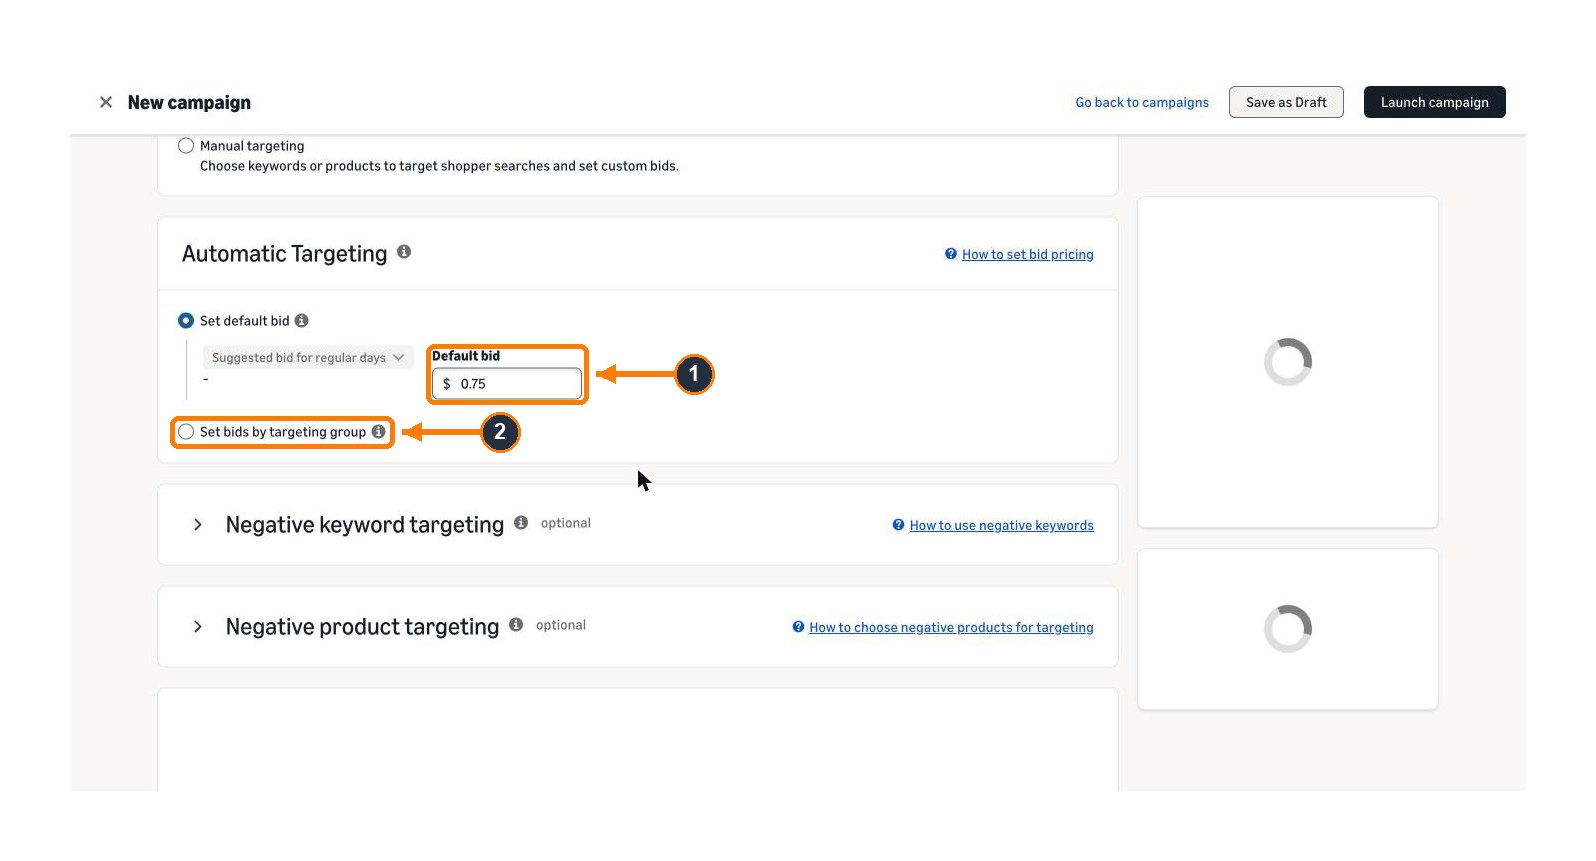 New campaign
Go back to campaigns
Save as Draft
Launch campaign
Manual targeting
Choose keywords or products to target shopper searches and set custom bids.
Automatic Targeting
How to set bid pricing
Set default bid
Suggested bid for regular days
-
Default bid
$ 0.75
1
Set bids by targeting group
2
Negative keyword targeting optional
How to use negative keywords
Negative product targeting optional
How to choose negative products for targeting